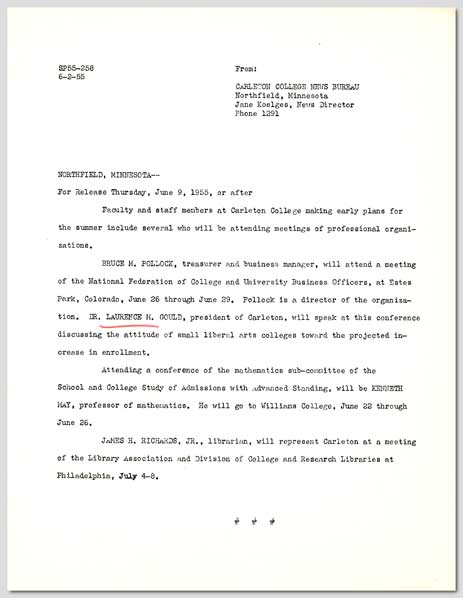 SP55-258
6-2-55
From:
CARLETON COLLEGE NEWS BUREAU
Northfield, Minnesota
Jane Koelges, News Director
Phone 1291
NORTHFIELD, MINNESOTA--
For Release Thursday, June 9, 1955, or after
Faculty and staff members at Carleton College making early plans for
the summer include several who will be attending meetings of professional organi-
zations.
BRUCE M. POLLOCK, treasurer and business manager, will attend a meeting
of the National Federation of College and University Business Officers, at Estes
Park, Colorado, June 26 through June 29. Pollock is a director of the organiza-
tion. DR. LAURENCE M. GOULD, president of Carleton, will speak at this conference
discussing the attitude of small liberal arts colleges toward the projected in-
crease in enrollment.
Attending a conference of the mathematics sub-committee of the
School and College Study of Admissions with Advanced Standing, will be KENNETH
MAY, professor of mathematics. He will go to Williams College, June 22 through
June 26.
JAMES H. RICHARDS, JR., librarian, will represent Carleton at a meeting
of the Library Association and Division of College and Research Libraries at
Philadelphia, July 4-8.
# # #